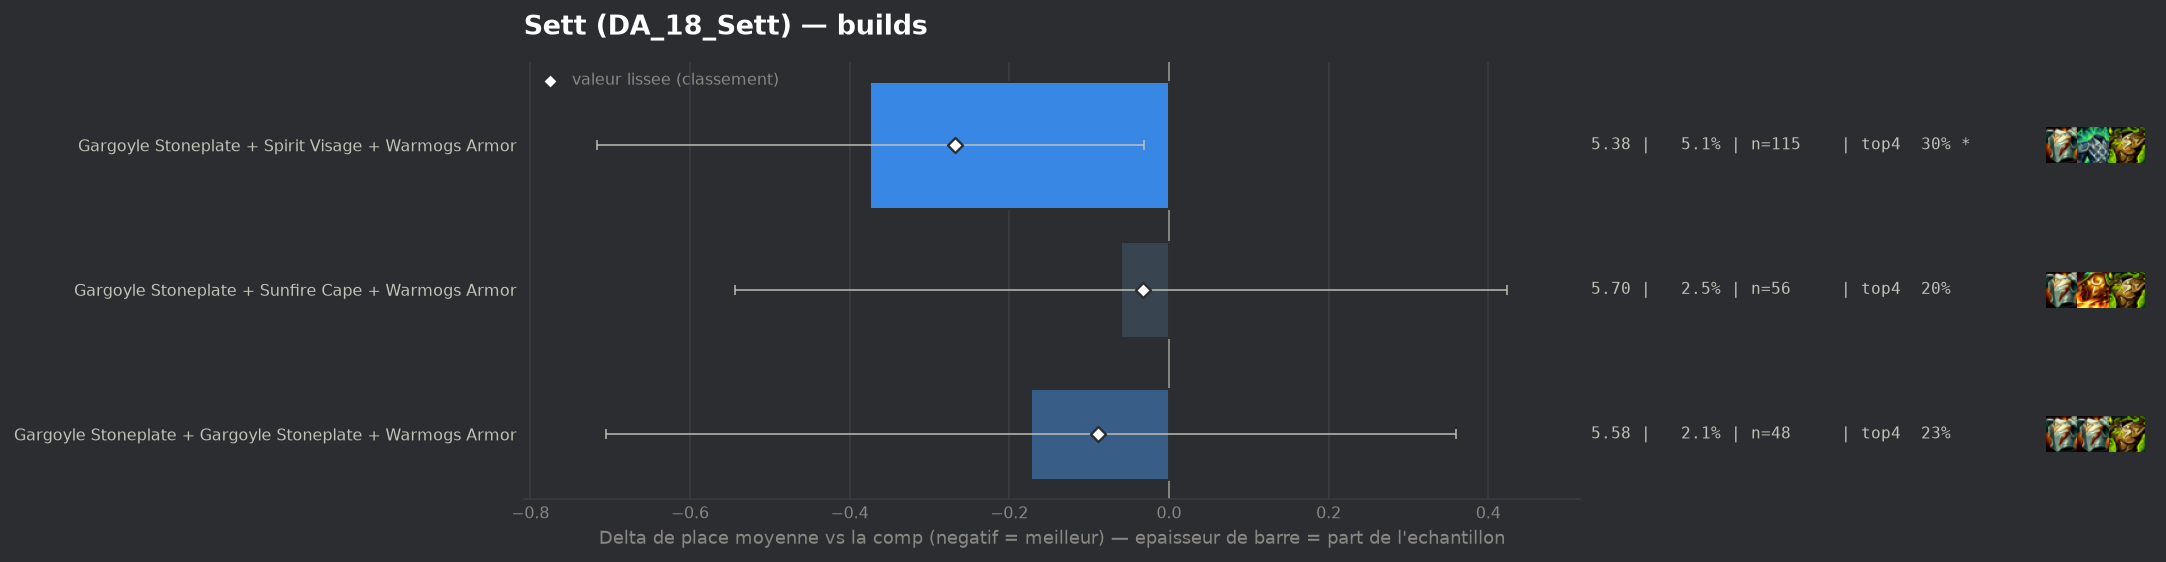 Sett (DA_18_Sett) — builds
valeur lissee (classement)
Gargoyle Stoneplate + Spirit Visage + Warmogs Armor
5.38 | 5.1% | n=115 | top4 30% *
Gargoyle Stoneplate + Sunfire Cape + Warmogs Armor
5.70 | 2.5% | n=56 | top4 20%
Gargoyle Stoneplate + Gargoyle Stoneplate + Warmogs Armor
5.58 | 2.1% | n=48 | top4 23%
−0.8 −0.6 −0.4 −0.2 0.0 0.2 0.4
Delta de place moyenne vs la comp (negatif = meilleur) — epaisseur de barre = part de l'echantillon